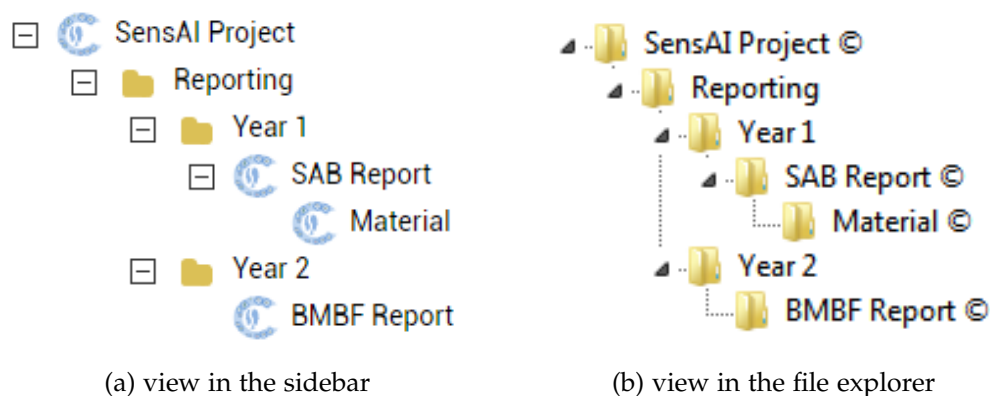 SensAI Project
Reporting
Year 1
SAB Report
Material
Year 2
BMBF Report
(a) view in the sidebar
SensAI Project ©
Reporting
Year 1
SAB Report ©
Material ©
Year 2
BMBF Report ©
(b) view in the file explorer